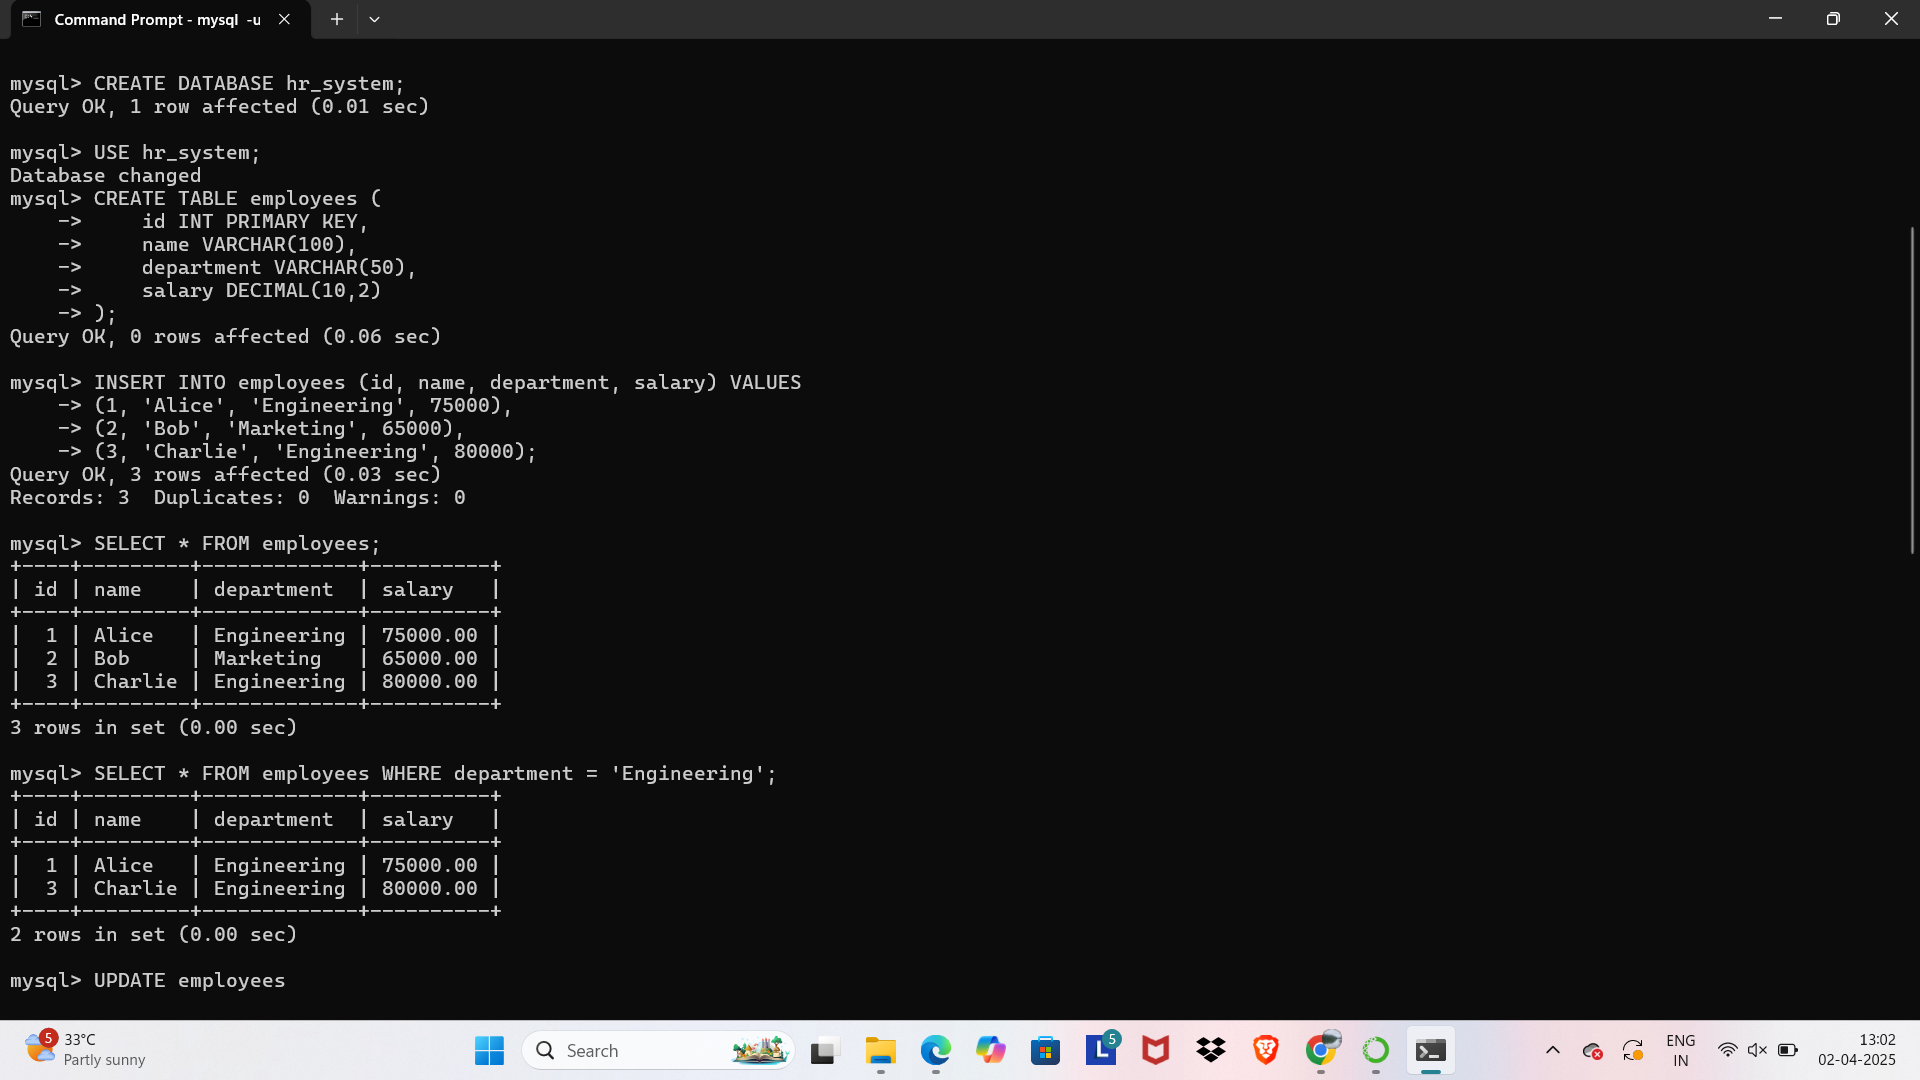 Command Prompt - mysql  -u
mysql> CREATE DATABASE hr_system;
Query OK, 1 row affected (0.01 sec)
mysql> USE hr_system;
Database changed
mysql> CREATE TABLE employees (
    ->     id INT PRIMARY KEY,
    ->     name VARCHAR(100),
    ->     department VARCHAR(50),
    ->     salary DECIMAL(10,2)
    -> );
Query OK, 0 rows affected (0.06 sec)
mysql> INSERT INTO employees (id, name, department, salary) VALUES
    -> (1, 'Alice', 'Engineering', 75000),
    -> (2, 'Bob', 'Marketing', 65000),
    -> (3, 'Charlie', 'Engineering', 80000);
Query OK, 3 rows affected (0.03 sec)
Records: 3  Duplicates: 0  Warnings: 0
mysql> SELECT * FROM employees;
+----+---------+-------------+----------+
| id | name    | department  | salary   |
+----+---------+-------------+----------+
|  1 | Alice   | Engineering | 75000.00 |
|  2 | Bob     | Marketing   | 65000.00 |
|  3 | Charlie | Engineering | 80000.00 |
+----+---------+-------------+----------+
3 rows in set (0.00 sec)
mysql> SELECT * FROM employees WHERE department = 'Engineering';
+----+---------+-------------+----------+
| id | name    | department  | salary   |
+----+---------+-------------+----------+
|  1 | Alice   | Engineering | 75000.00 |
|  3 | Charlie | Engineering | 80000.00 |
+----+---------+-------------+----------+
2 rows in set (0.00 sec)
mysql> UPDATE employees
5
33°C
Partly sunny
Search
L
5
ENG
IN
13:02
02-04-2025